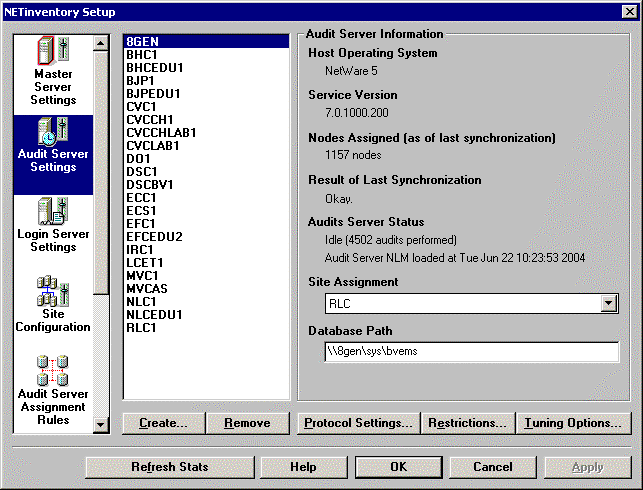 NETinventory Setup
Master
Server
Settings
Audit Server
Settings
Login Server
Settings
Site
Configuration
Audit Server
Assignment
Rules
8GEN
BHC1
BHCEDU1
BJP1
BJPEDU1
CVC1
CVCCH1
CVCCHLAB1
CVCLAB1
DO1
DSC1
DSCBV1
ECC1
ECS1
EFC1
EFCEDU2
IRC1
LCET1
MVC1
MVCAS
NLC1
NLCEDU1
RLC1
Create...
Remove
Audit Server Information
Host Operating System
NetWare 5
Service Version
7.0.1000.200
Nodes Assigned (as of last synchronization)
1157 nodes
Result of Last Synchronization
Okay.
Audits Server Status
Idle (4502 audits performed)
Audit Server NLM loaded at Tue Jun 22 10:23:53 2004
Site Assignment
RLC
Database Path
\\8gen\sys\bvems
Protocol Settings...
Restrictions...
Tuning Options...
Refresh Stats
Help
OK
Cancel
Apply